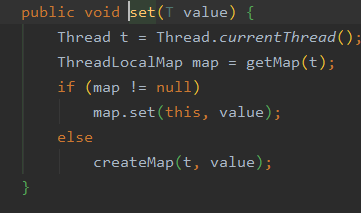 public void set(T value) {
    Thread t = Thread.currentThread();
    ThreadLocalMap map = getMap(t);
    if (map != null)
        map.set(this, value);
    else
        createMap(t, value);
}